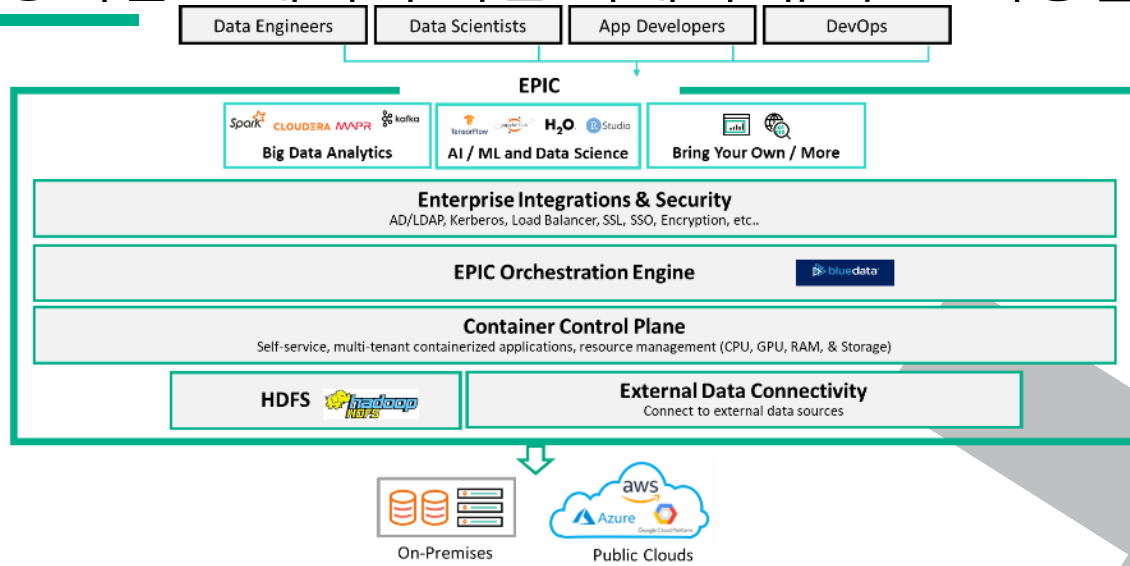 Data Engineers
Data Scientists
App Developers
DevOps
EPIC
Spark CLOUDERA MAPR kafka
Big Data Analytics
TensorFlow jupyter H2O R Studio
AI / ML and Data Science
Bring Your Own / More
Enterprise Integrations & Security
AD/LDAP, Kerberos, Load Balancer, SSL, SSO, Encryption, etc..
EPIC Orchestration Engine
bluedata
Container Control Plane
Self-service, multi-tenant containerized applications, resource management (CPU, GPU, RAM, & Storage)
HDFS
hadoop
HDFS
External Data Connectivity
Connect to external data sources
aws
Azure
Google Cloud Platform
On-Premises
Public Clouds